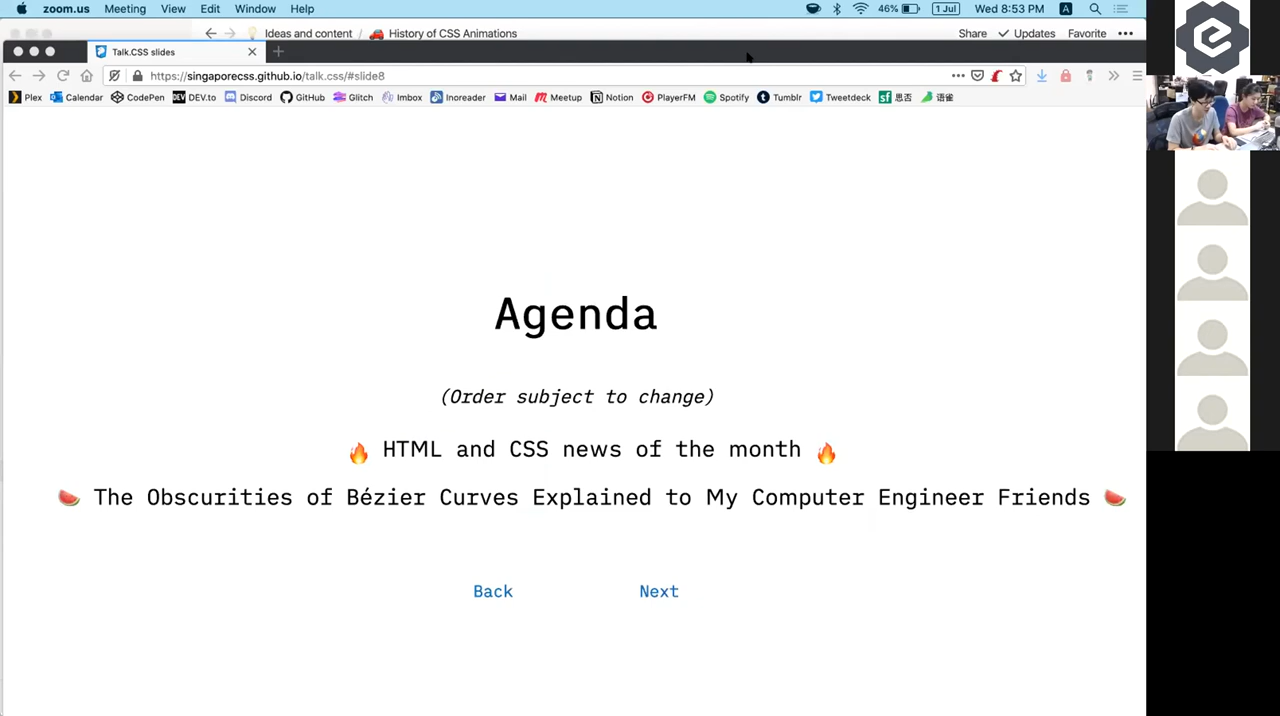 zoom.us Meeting View Edit Window Help 46% 1 Jul Wed 8:53 PM A
Ideas and content / History of CSS Animations Share Updates Favorite
Talk.CSS slides
https://singaporecss.github.io/talk.css/#slide8
Plex Calendar CodePen DEV.to Discord GitHub Glitch Imbox Inoreader Mail Meetup Notion PlayerFM Spotify Tumblr Tweetdeck 思否 语雀
Agenda
(Order subject to change)
🔥 HTML and CSS news of the month 🔥
🍉 The Obscurities of Bézier Curves Explained to My Computer Engineer Friends 🍉
Back Next